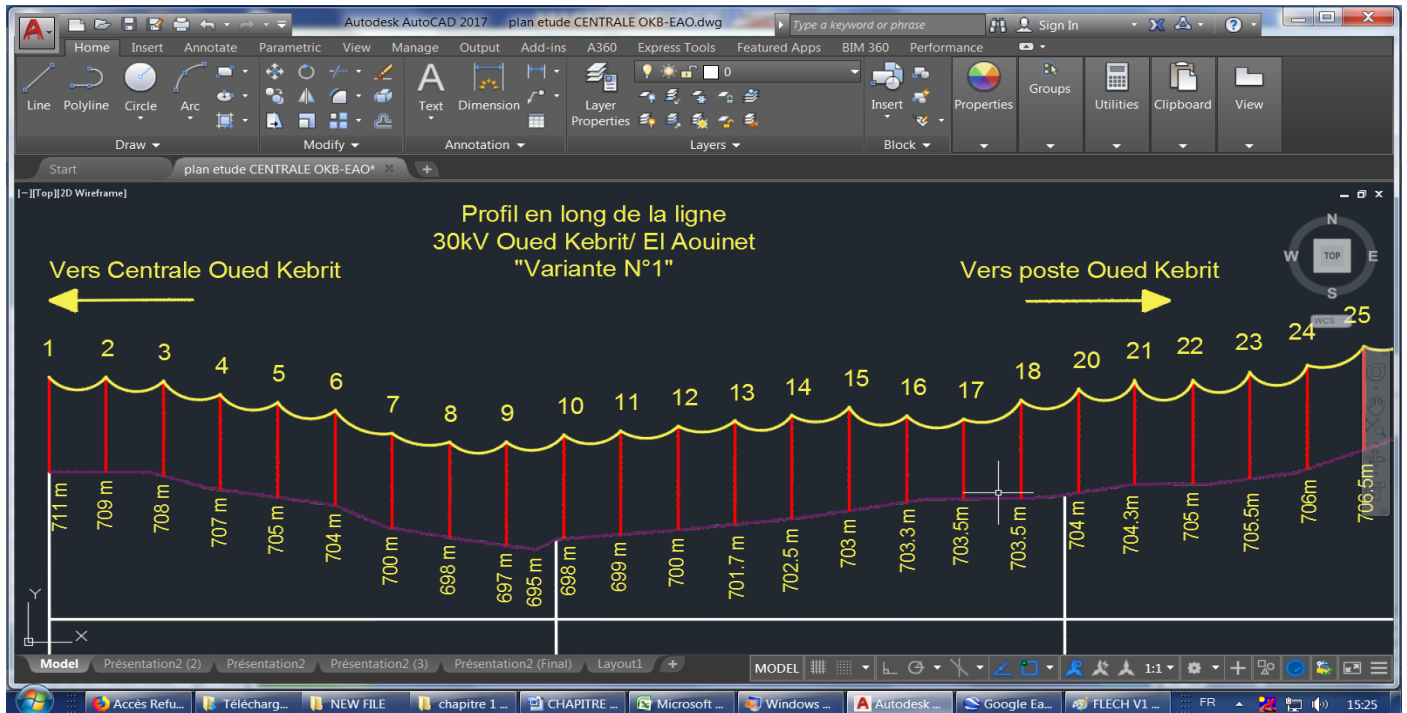 Autodesk AutoCAD 2017 plan etude CENTRALE OKB-EAO.dwg
Type a keyword or phrase
Sign In
Home Insert Annotate Parametric View Manage Output Add-ins A360 Express Tools Featured Apps BIM 360 Performance
0
Line Polyline Circle Arc
Text Dimension
Layer
Properties
Insert
Properties
Groups
Utilities
Clipboard
View
Draw Modify Annotation Layers Block
Start plan etude CENTRALE OKB-EAO*
[−][Top][2D Wireframe]
Profil en long de la ligne
30kV Oued Kebrit/ El Aouinet
"Variante N°1"
Vers Centrale Oued Kebrit
Vers poste Oued Kebrit
N
W TOP E
S
WCS
1 2 3 4 5 6 7 8 9 10 11 12 13 14 15 16 17 18 20 21 22 23 24 25
711 m
709 m
708 m
707 m
705 m
704 m
700 m
698 m
697 m
695 m
698 m
699 m
700 m
701.7 m
702.5 m
703 m
703.3 m
703.5m
703.5 m
704 m
704.3m
705 m
705.5m
706m
706.5m
Y
X
Model Présentation2 (2) Présentation2 Présentation2 (3) Présentation2 (Final) Layout1 +
MODEL 1:1
Accès Refu... Télécharg... NEW FILE chapitre 1 ... CHAPITRE ... Microsoft ... Windows ... Autodesk ... Google Ea... FLECH V1 ... FR 15:25